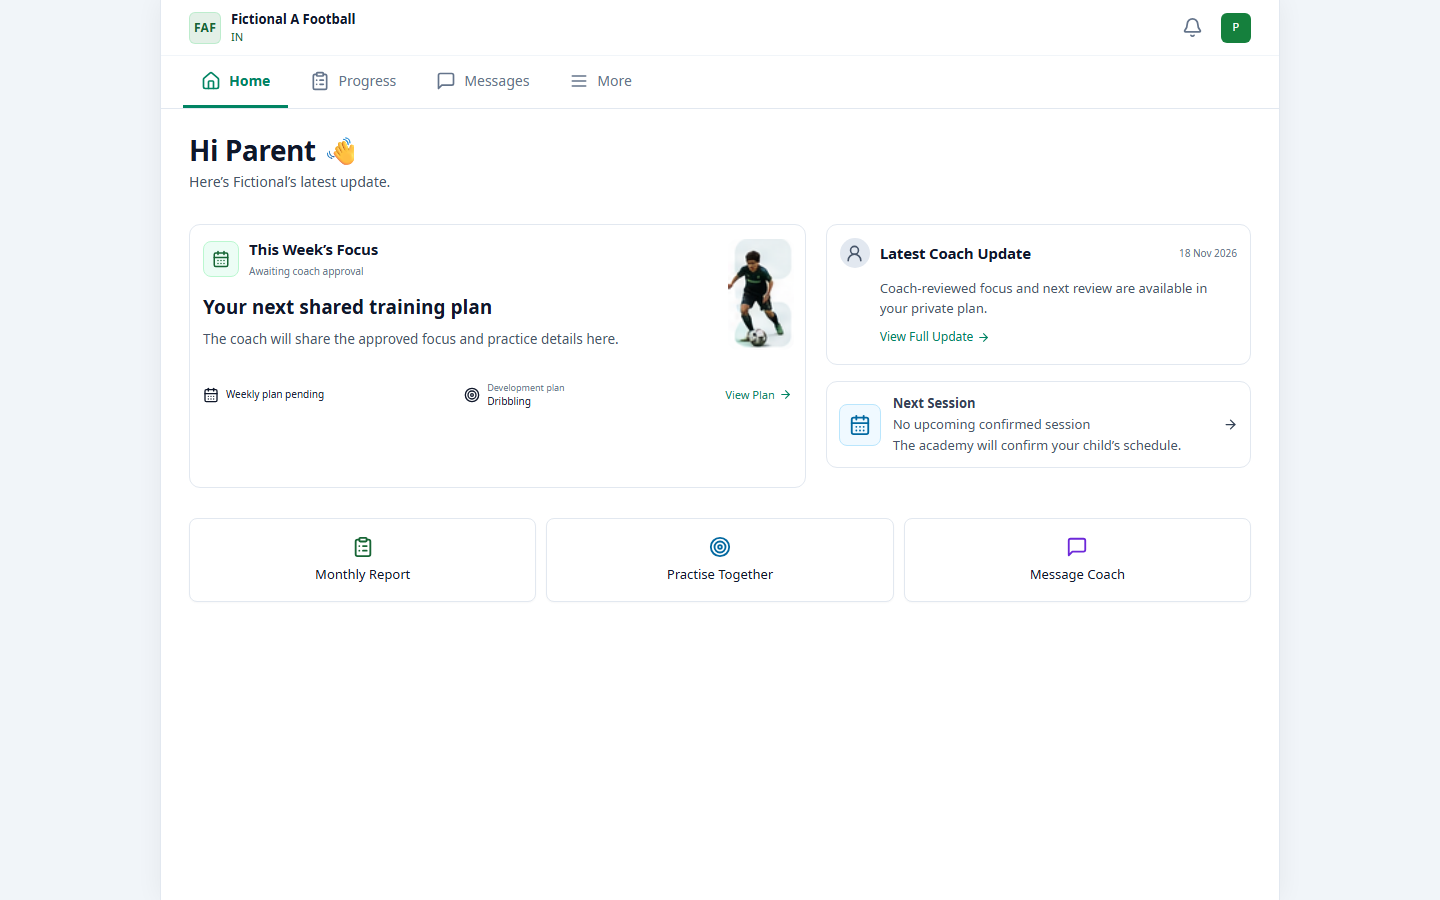 FAF
Fictional A Football
IN
P
Home
Progress
Messages
More
Hi Parent 👋
Here’s Fictional’s latest update.
This Week’s Focus
Awaiting coach approval
Your next shared training plan
The coach will share the approved focus and practice details here.
Weekly plan pending
Development plan
Dribbling
View Plan →
Latest Coach Update
18 Nov 2026
Coach-reviewed focus and next review are available in
your private plan.
View Full Update →
Next Session
No upcoming confirmed session
The academy will confirm your child’s schedule.
Monthly Report
Practise Together
Message Coach